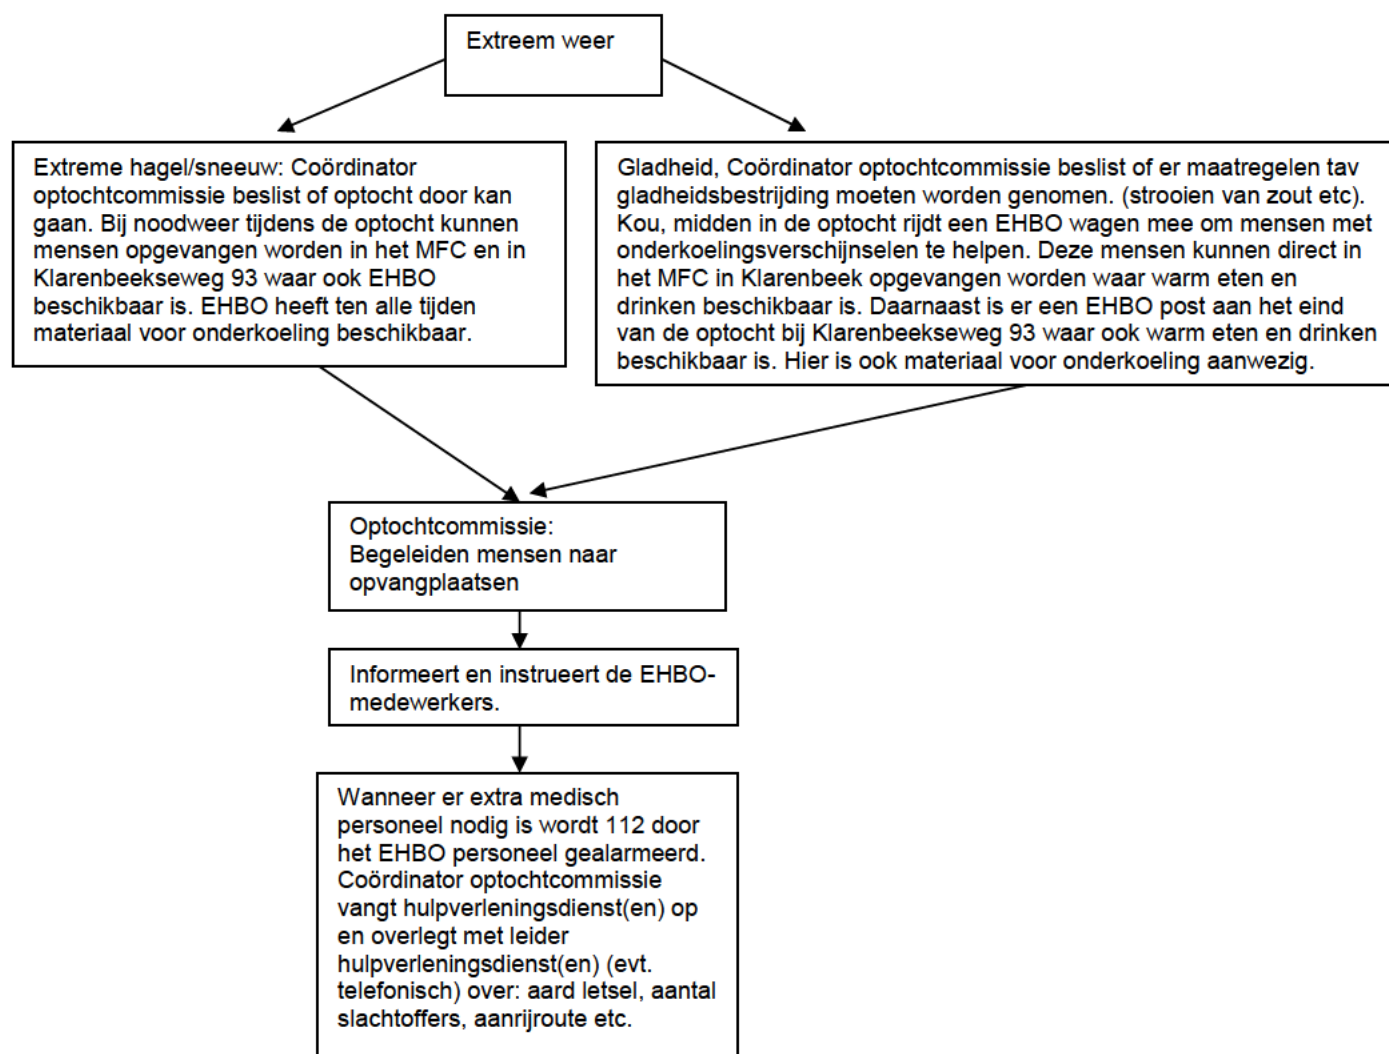 Extreem weer
Extreme hagel/sneeuw: Coördinator
optochtcommissie beslist of optocht door kan
gaan. Bij noodweer tijdens de optocht kunnen
mensen opgevangen worden in het MFC en in
Klarenbeekseweg 93 waar ook EHBO
beschikbaar is. EHBO heeft ten alle tijden
materiaal voor onderkoeling beschikbaar.
Gladheid, Coördinator optochtcommissie beslist of er maatregelen tav
gladheidsbestrijding moeten worden genomen. (strooien van zout etc).
Kou, midden in de optocht rijdt een EHBO wagen mee om mensen met
onderkoelingsverschijnselen te helpen. Deze mensen kunnen direct in
het MFC in Klarenbeek opgevangen worden waar warm eten en
drinken beschikbaar is. Daarnaast is er een EHBO post aan het eind
van de optocht bij Klarenbeekseweg 93 waar ook warm eten en drinken
beschikbaar is. Hier is ook materiaal voor onderkoeling aanwezig.
Optochtcommissie:
Begeleiden mensen naar
opvangplaatsen
Informeert en instrueert de EHBO-
medewerkers.
Wanneer er extra medisch
personeel nodig is wordt 112 door
het EHBO personeel gealarmeerd.
Coördinator optochtcommissie
vangt hulpverleningsdienst(en) op
en overlegt met leider
hulpverleningsdienst(en) (evt.
telefonisch) over: aard letsel, aantal
slachtoffers, aanrijroute etc.